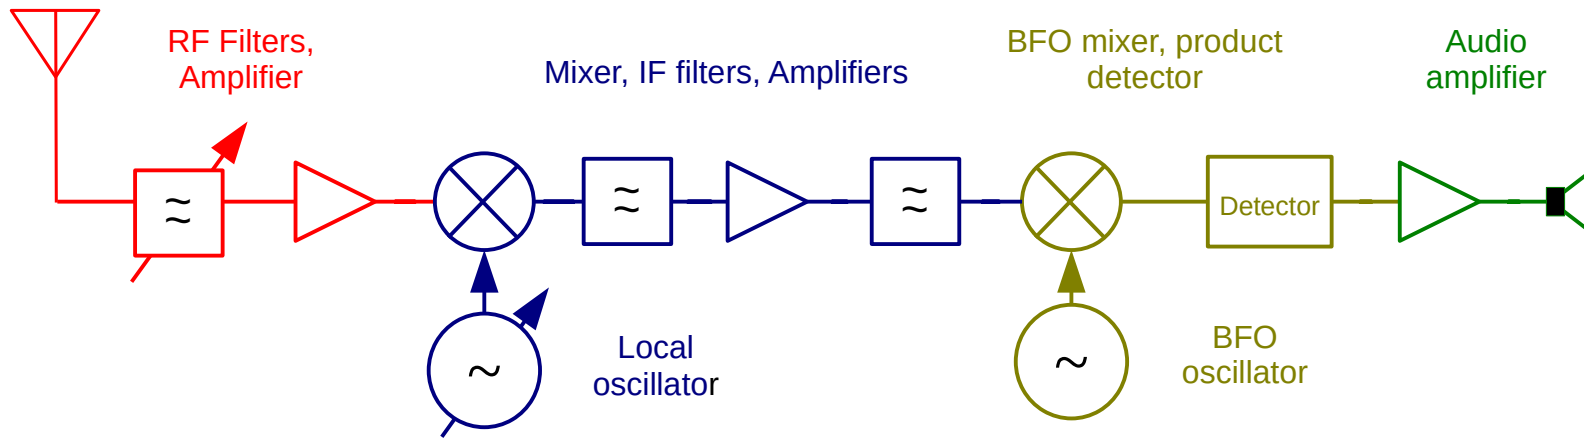 RF Filters,
Amplifier
Mixer, IF filters, Amplifiers
BFO mixer, product
detector
Audio
amplifier
≈
~
≈
≈
Detector
~
Local
oscillator
~
BFO
oscillator